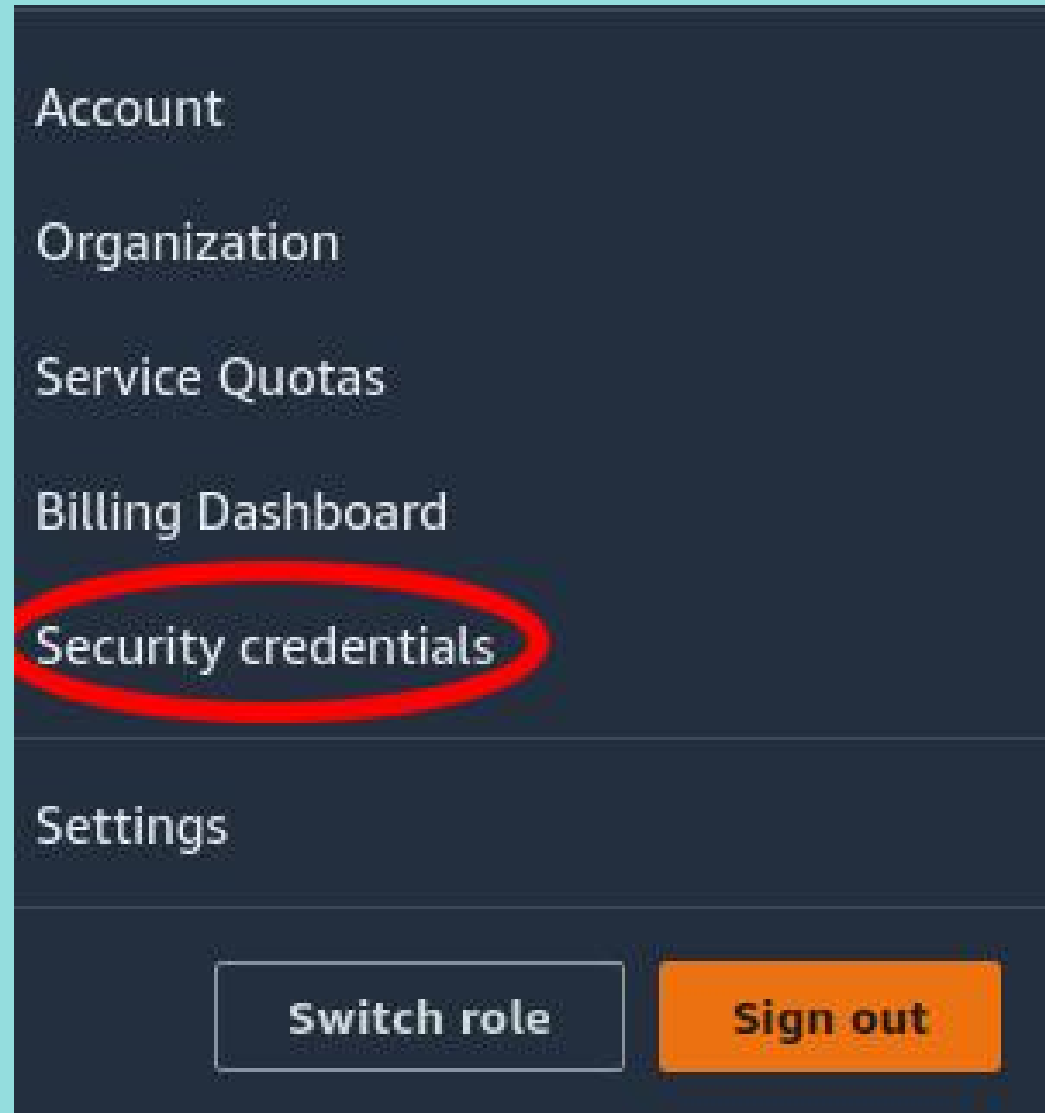 Account
Organization
Service Quotas
Billing Dashboard
Security credentials
Settings
Switch role Sign out